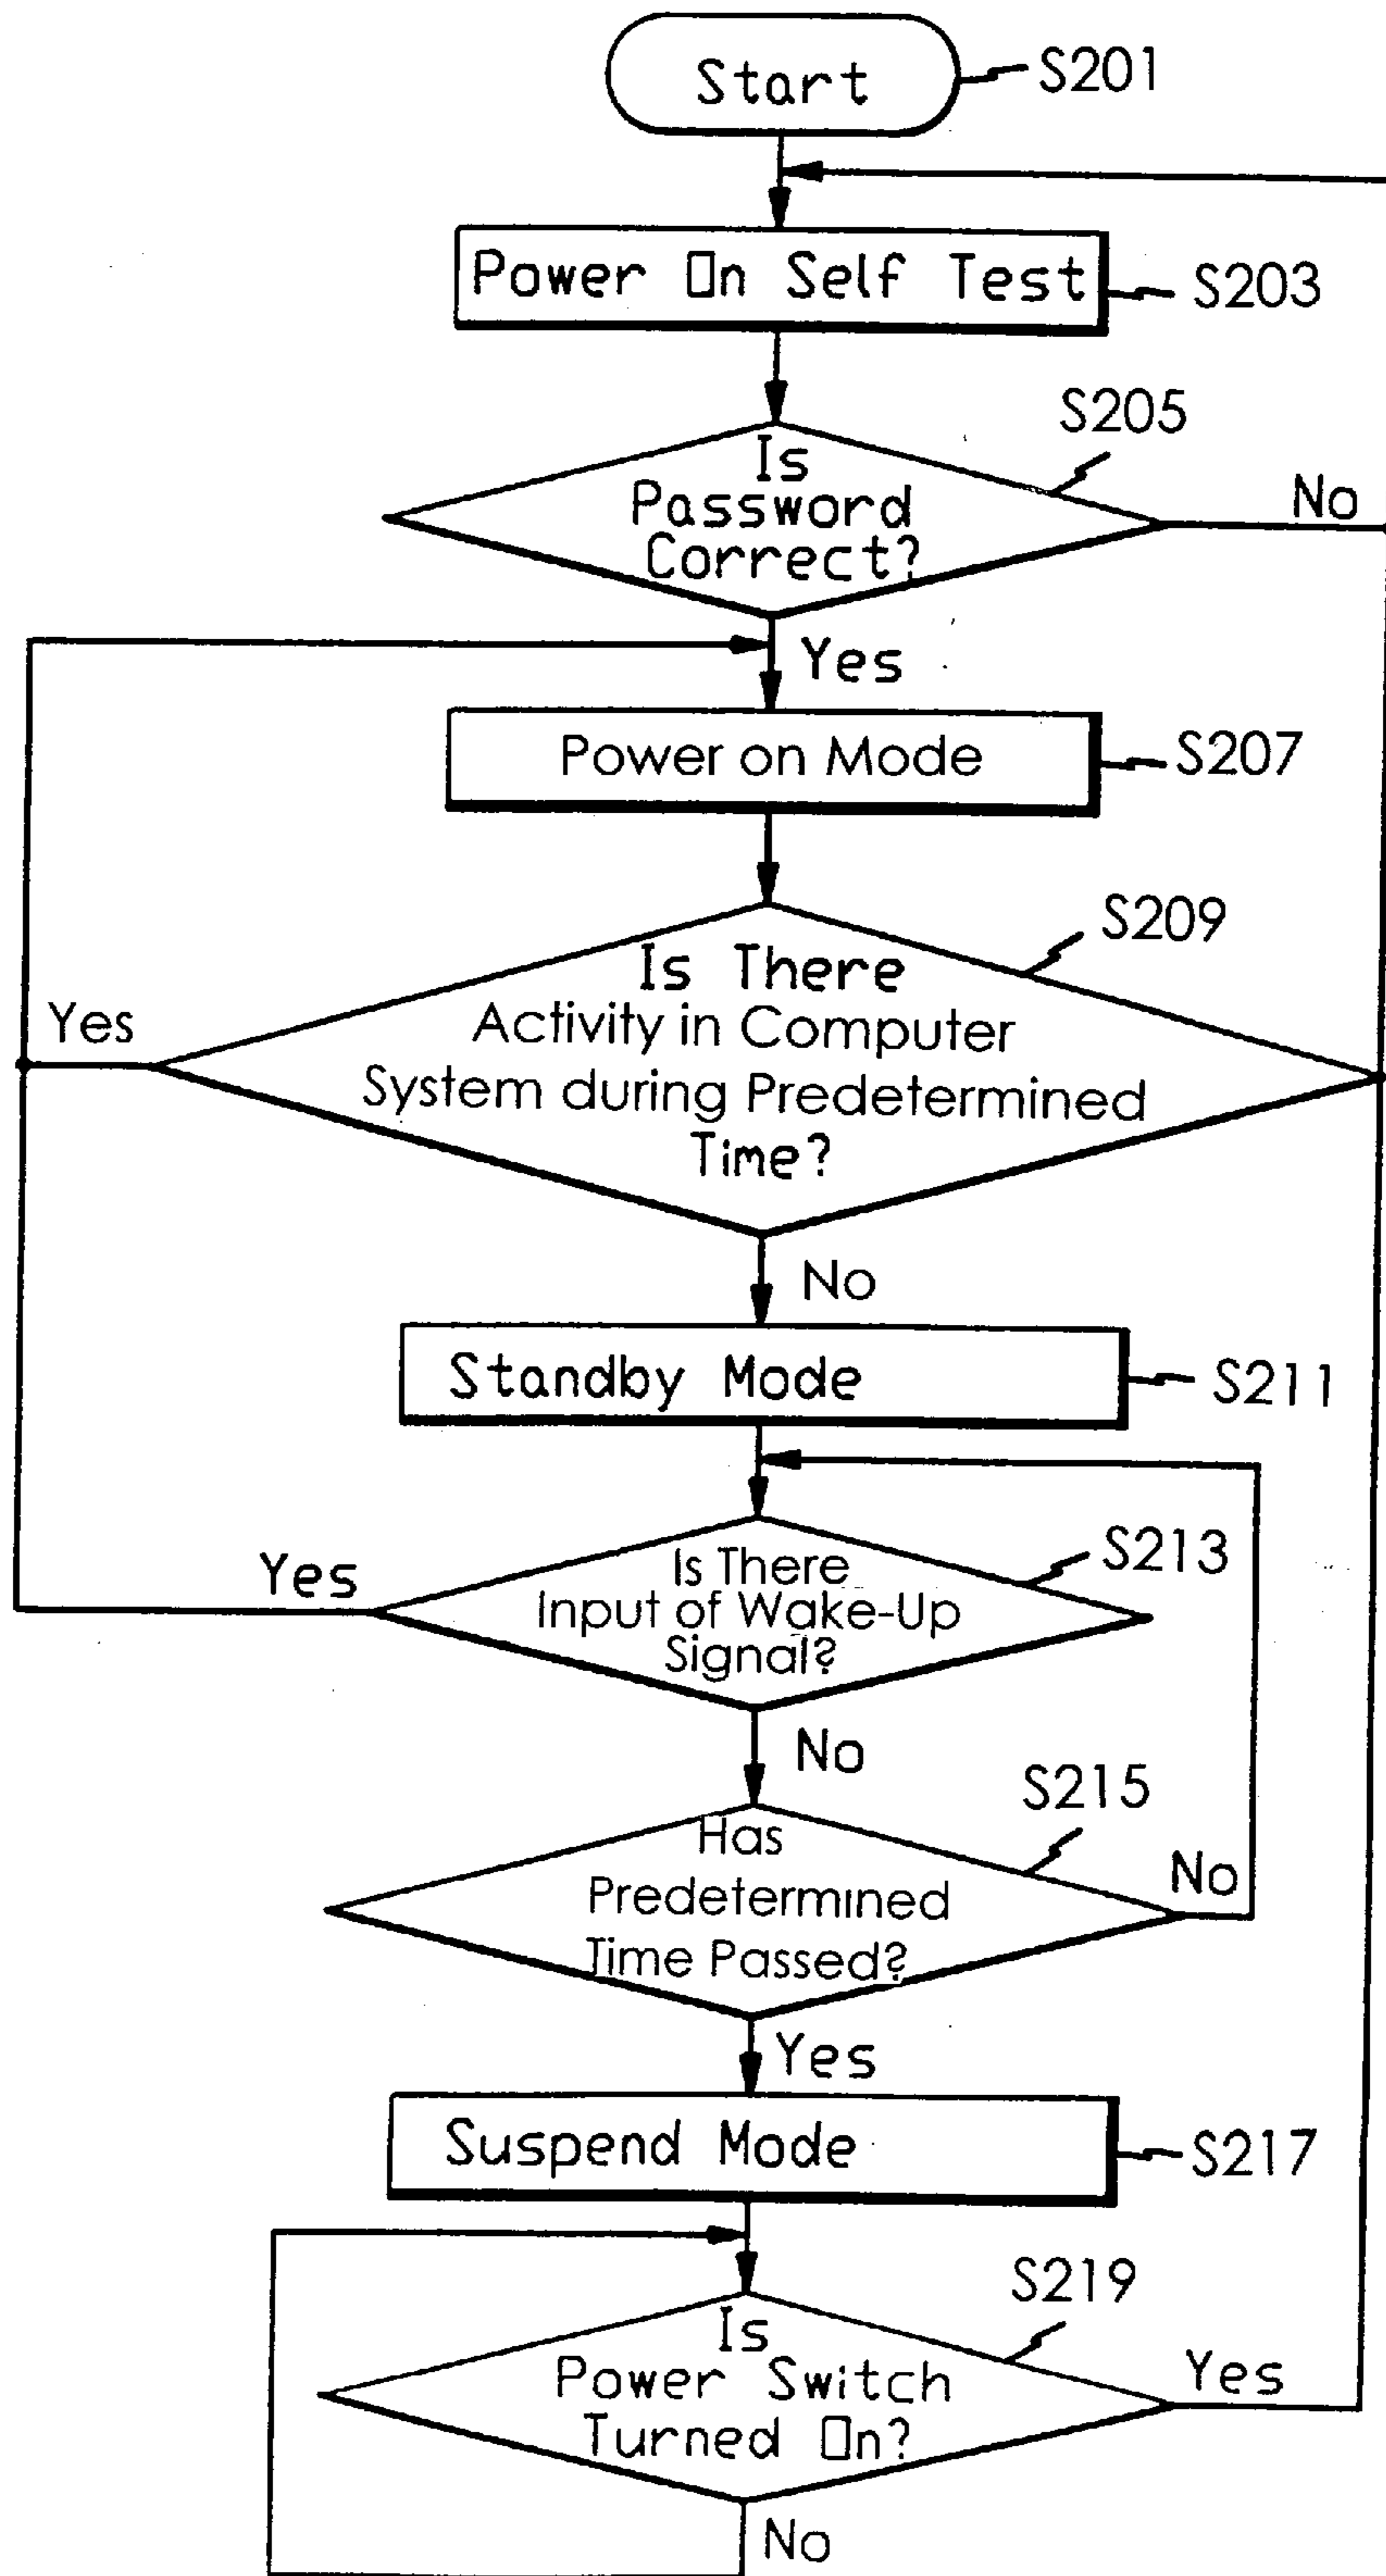 Start
S201
Power On Self Test
S203
S205
Is
Password
Correct?
No
Yes
Power on Mode
S207
S209
Is There
Activity in Computer
System during Predetermined
Time?
Yes
No
Standby Mode
S211
S213
Is There
Input of Wake-Up
Signal?
Yes
No
S215
Has
Predetermined
Time Passed?
No
Yes
Suspend Mode
S217
S219
Is
Power Switch
Turned On?
Yes
No